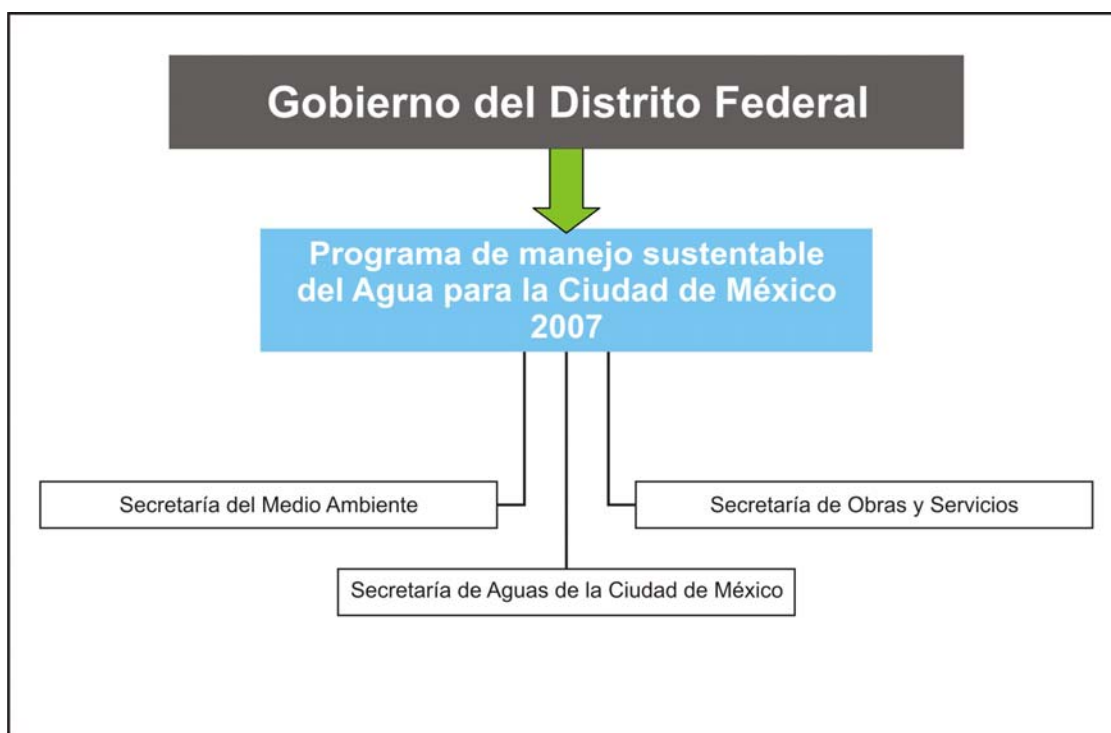 Gobierno del Distrito Federal
Programa de manejo sustentable
del Agua para la Ciudad de México
2007
Secretaría del Medio Ambiente
Secretaría de Obras y Servicios
Secretaría de Aguas de la Ciudad de México